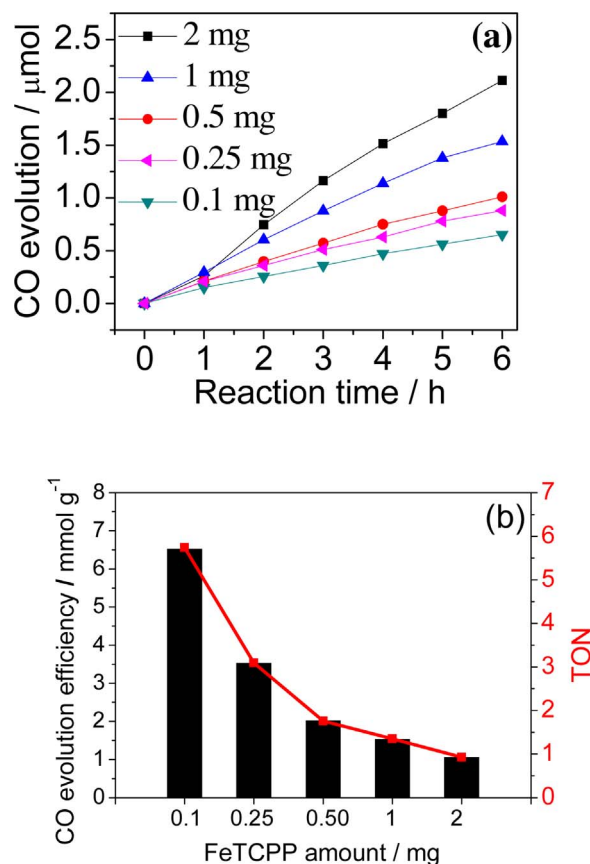 (a)
2 mg
1 mg
0.5 mg
0.25 mg
0.1 mg
CO evolution / μmol
2.5
2.0
1.5
1.0
0.5
0.0
0 1 2 3 4 5 6
Reaction time / h
(b)
CO evolution efficiency / mmol g⁻¹
8
7
6
5
4
3
2
1
0
7
6
5
4
3
2
1
0
TON
0.1 0.25 0.50 1 2
FeTCPP amount / mg